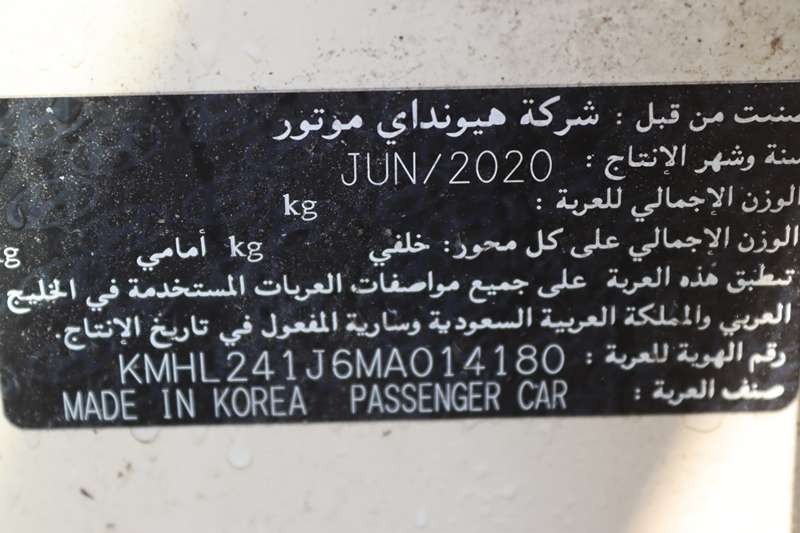 صنعت من قبل : شركة هيونداي موتور
سنة وشهر الإنتاج : JUN/2020
الوزن الإجمالي للعربة : kg
الوزن الإجمالي على كل محور: خلفي kg أمامي
تنطبق هذه العربة على جميع مواصفات العربات المستخدمة في الخليج
العربي والمملكة العربية السعودية وسارية المفعول في تاريخ الإنتاج.
رقم الهوية للعربة : KMHL241J6MA014180
صنف العربة : MADE IN KOREA PASSENGER CAR